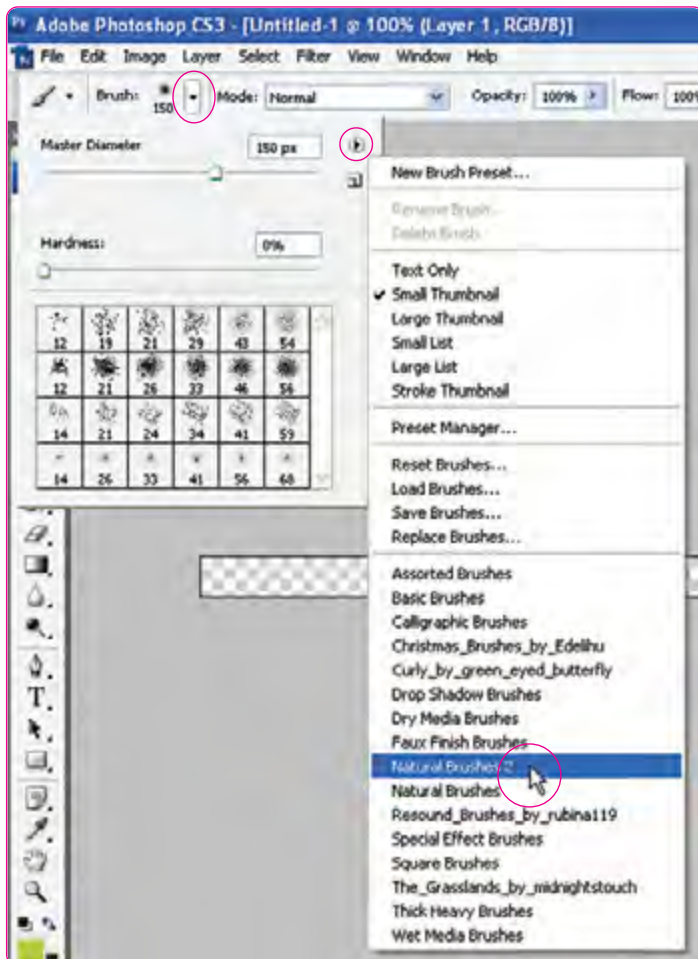 Adobe Photoshop CS3 - [Untitled-1 @ 100% (Layer 1, RGB/8)]
File Edit Image Layer Select Filter View Window Help
Brush: 150 Mode: Normal Opacity: 100% Flow: 100%
Master Diameter 150 px
Hardness: 0%
12 19 21 29 43 54
12 21 26 33 46 56
14 21 24 34 41 59
14 26 33 41 56 68
New Brush Preset...
Rename Brush...
Delete Brush
Text Only
Small Thumbnail
Large Thumbnail
Small List
Large List
Stroke Thumbnail
Preset Manager...
Reset Brushes...
Load Brushes...
Save Brushes...
Replace Brushes...
Assorted Brushes
Basic Brushes
Calligraphic Brushes
Christmas_Brushes_by_Edelihu
Curly_by_green_eyed_butterfly
Drop Shadow Brushes
Dry Media Brushes
Faux Finish Brushes
Natural Brushes 2
Natural Brushes
Resound_Brushes_by_rubina119
Special Effect Brushes
Square Brushes
The_Grasslands_by_midnightstouch
Thick Heavy Brushes
Wet Media Brushes